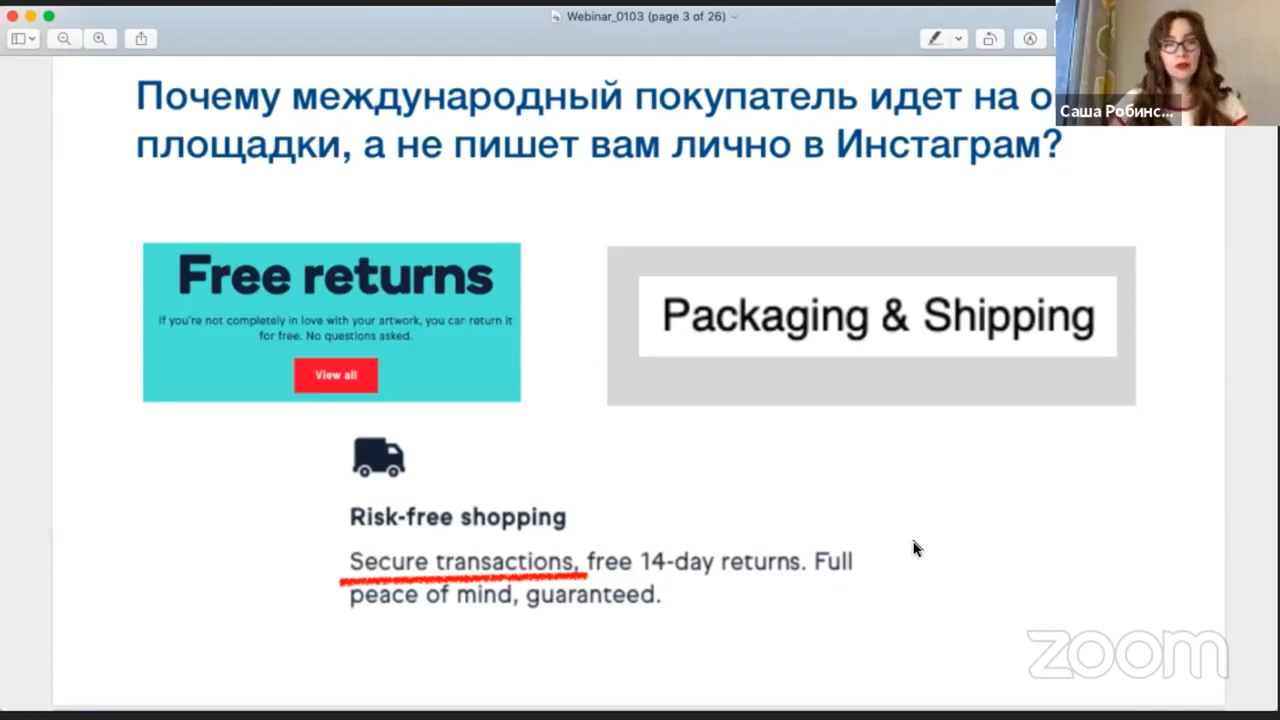 Webinar_0103 (page 3 of 26)
Почему международный покупатель идет на о
площадки, а не пишет вам лично в Инстаграм?
Саша Робинс...
Free returns
If you're not completely in love with your artwork, you can return it
for free. No questions asked.
View all
Packaging & Shipping
Risk-free shopping
Secure transactions, free 14-day returns. Full
peace of mind, guaranteed.
zoom